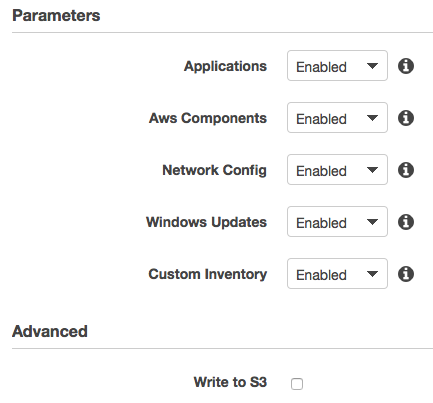 Parameters
Applications Enabled
Aws Components Enabled
Network Config Enabled
Windows Updates Enabled
Custom Inventory Enabled
Advanced
Write to S3